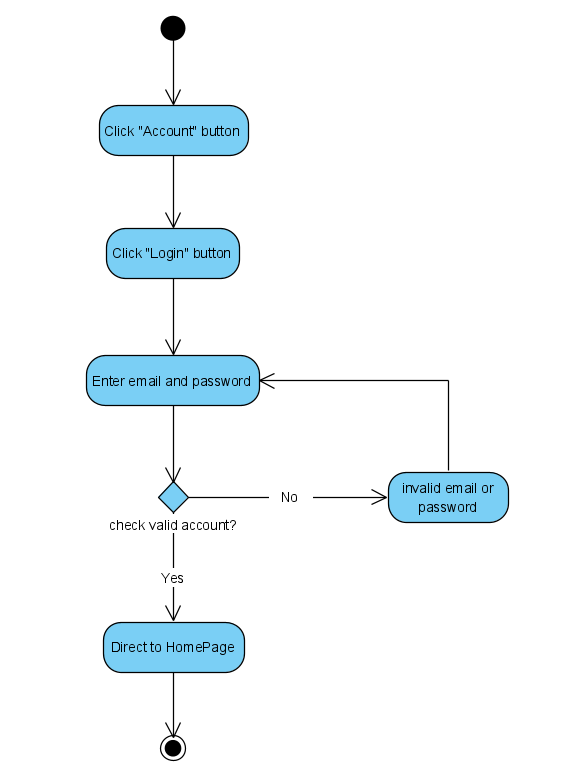 Click "Account" button
Click "Login" button
Enter email and password
No
invalid email or
password
check valid account?
Yes
Direct to HomePage